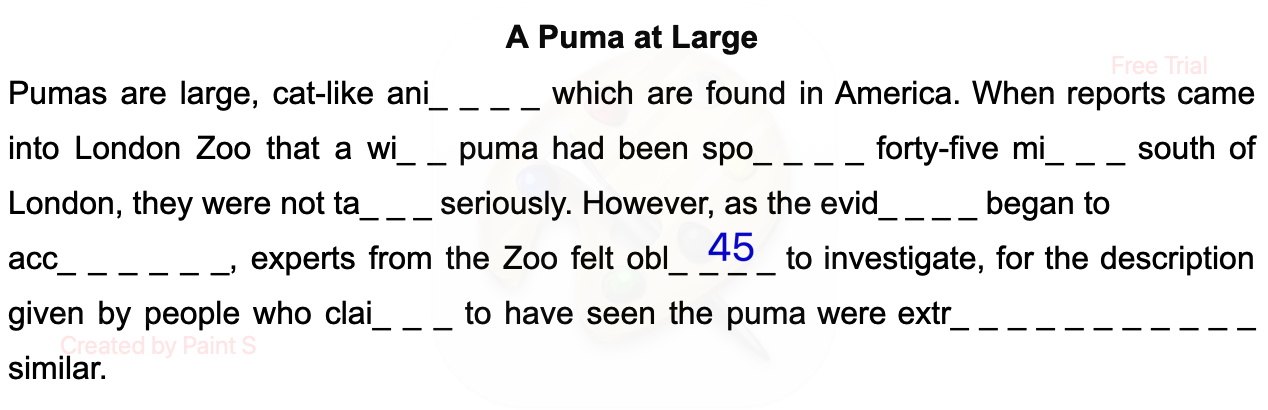 A Puma at Large
Free Trial
Pumas are large, cat-like ani_ _ _ _ which are found in America. When reports came
into London Zoo that a wi_ _ puma had been spo_ _ _ _ forty-five mi_ _ _ south of
London, they were not ta_ _ _ seriously. However, as the evid_ _ _ _ began to
acc_ _ _ _ _ _, experts from the Zoo felt obl_ _ _ _ to investigate, for the description
45
given by people who clai_ _ _ to have seen the puma were extr_ _ _ _ _ _ _ _ _ _ _
Created by Paint S
similar.